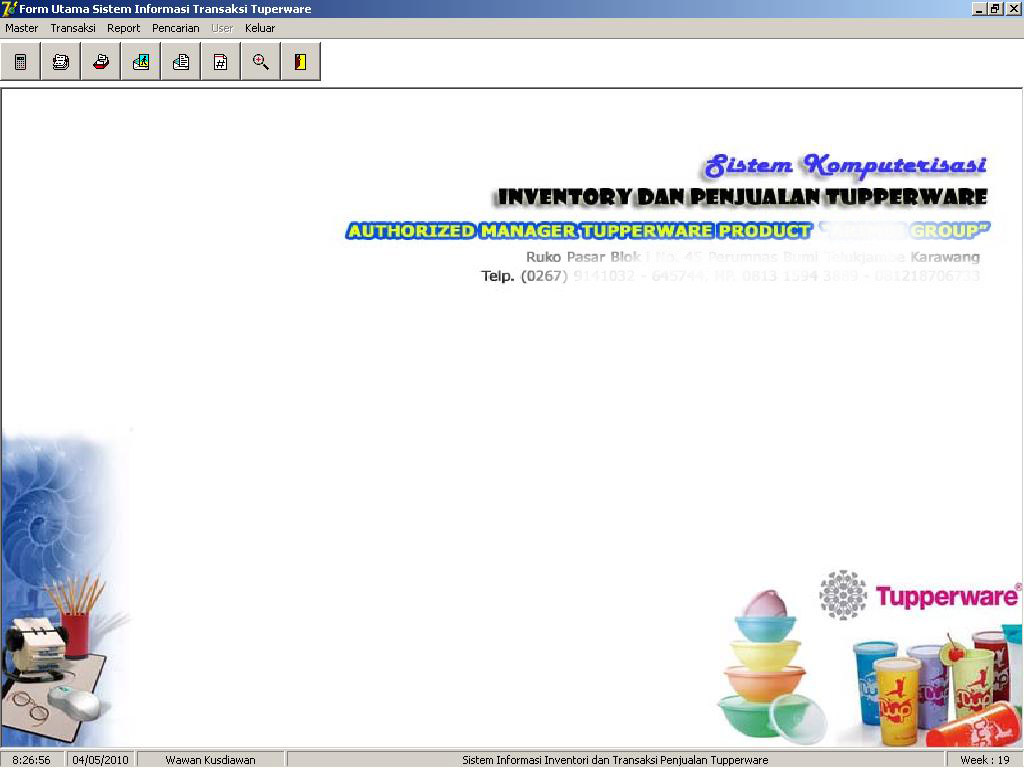 Form Utama Sistem Informasi Transaksi Tuperware
Master Transaksi Report Pencarian User Keluar
Sistem Komputerisasi
INVENTORY DAN PENJUALAN TUPPERWARE
AUTHORIZED MANAGER TUPPERWARE PRODUCT GROUP"
Ruko Pasar Blok I No. 45 Perumnas Bumi Telukjambe Karawang
Telp. (0267) 9141032 - 645744, HP. 0813 1594 - 081218706733
Tupperware®
8:26:56 04/05/2010 Wawan Kusdiawan Sistem Informasi Inventori dan Transaksi Penjualan Tupperware Week : 19